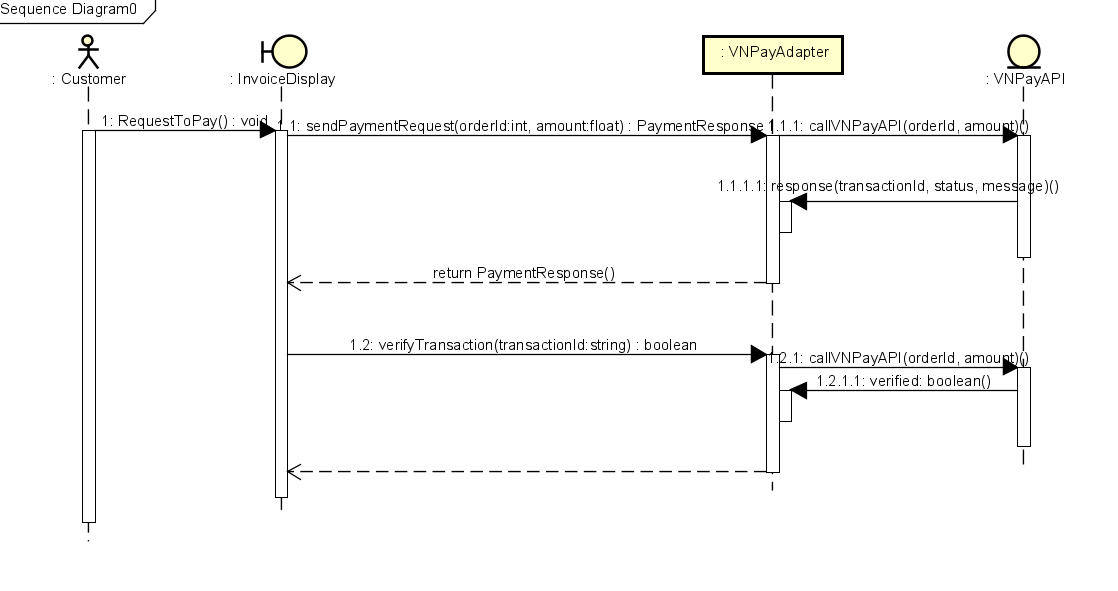 Sequence Diagram0
: Customer
: InvoiceDisplay
: VNPayAdapter
: VNPayAPI
1: RequestToPay() : void
1.1: sendPaymentRequest(orderId:int, amount:float) : PaymentResponse
1.1.1: callVNPayAPI(orderId, amount)()
1.1.1.1: response(transactionId, status, message)()
return PaymentResponse()
1.2: verifyTransaction(transactionId:string) : boolean
1.2.1: callVNPayAPI(orderId, amount)()
1.2.1.1: verified: boolean()